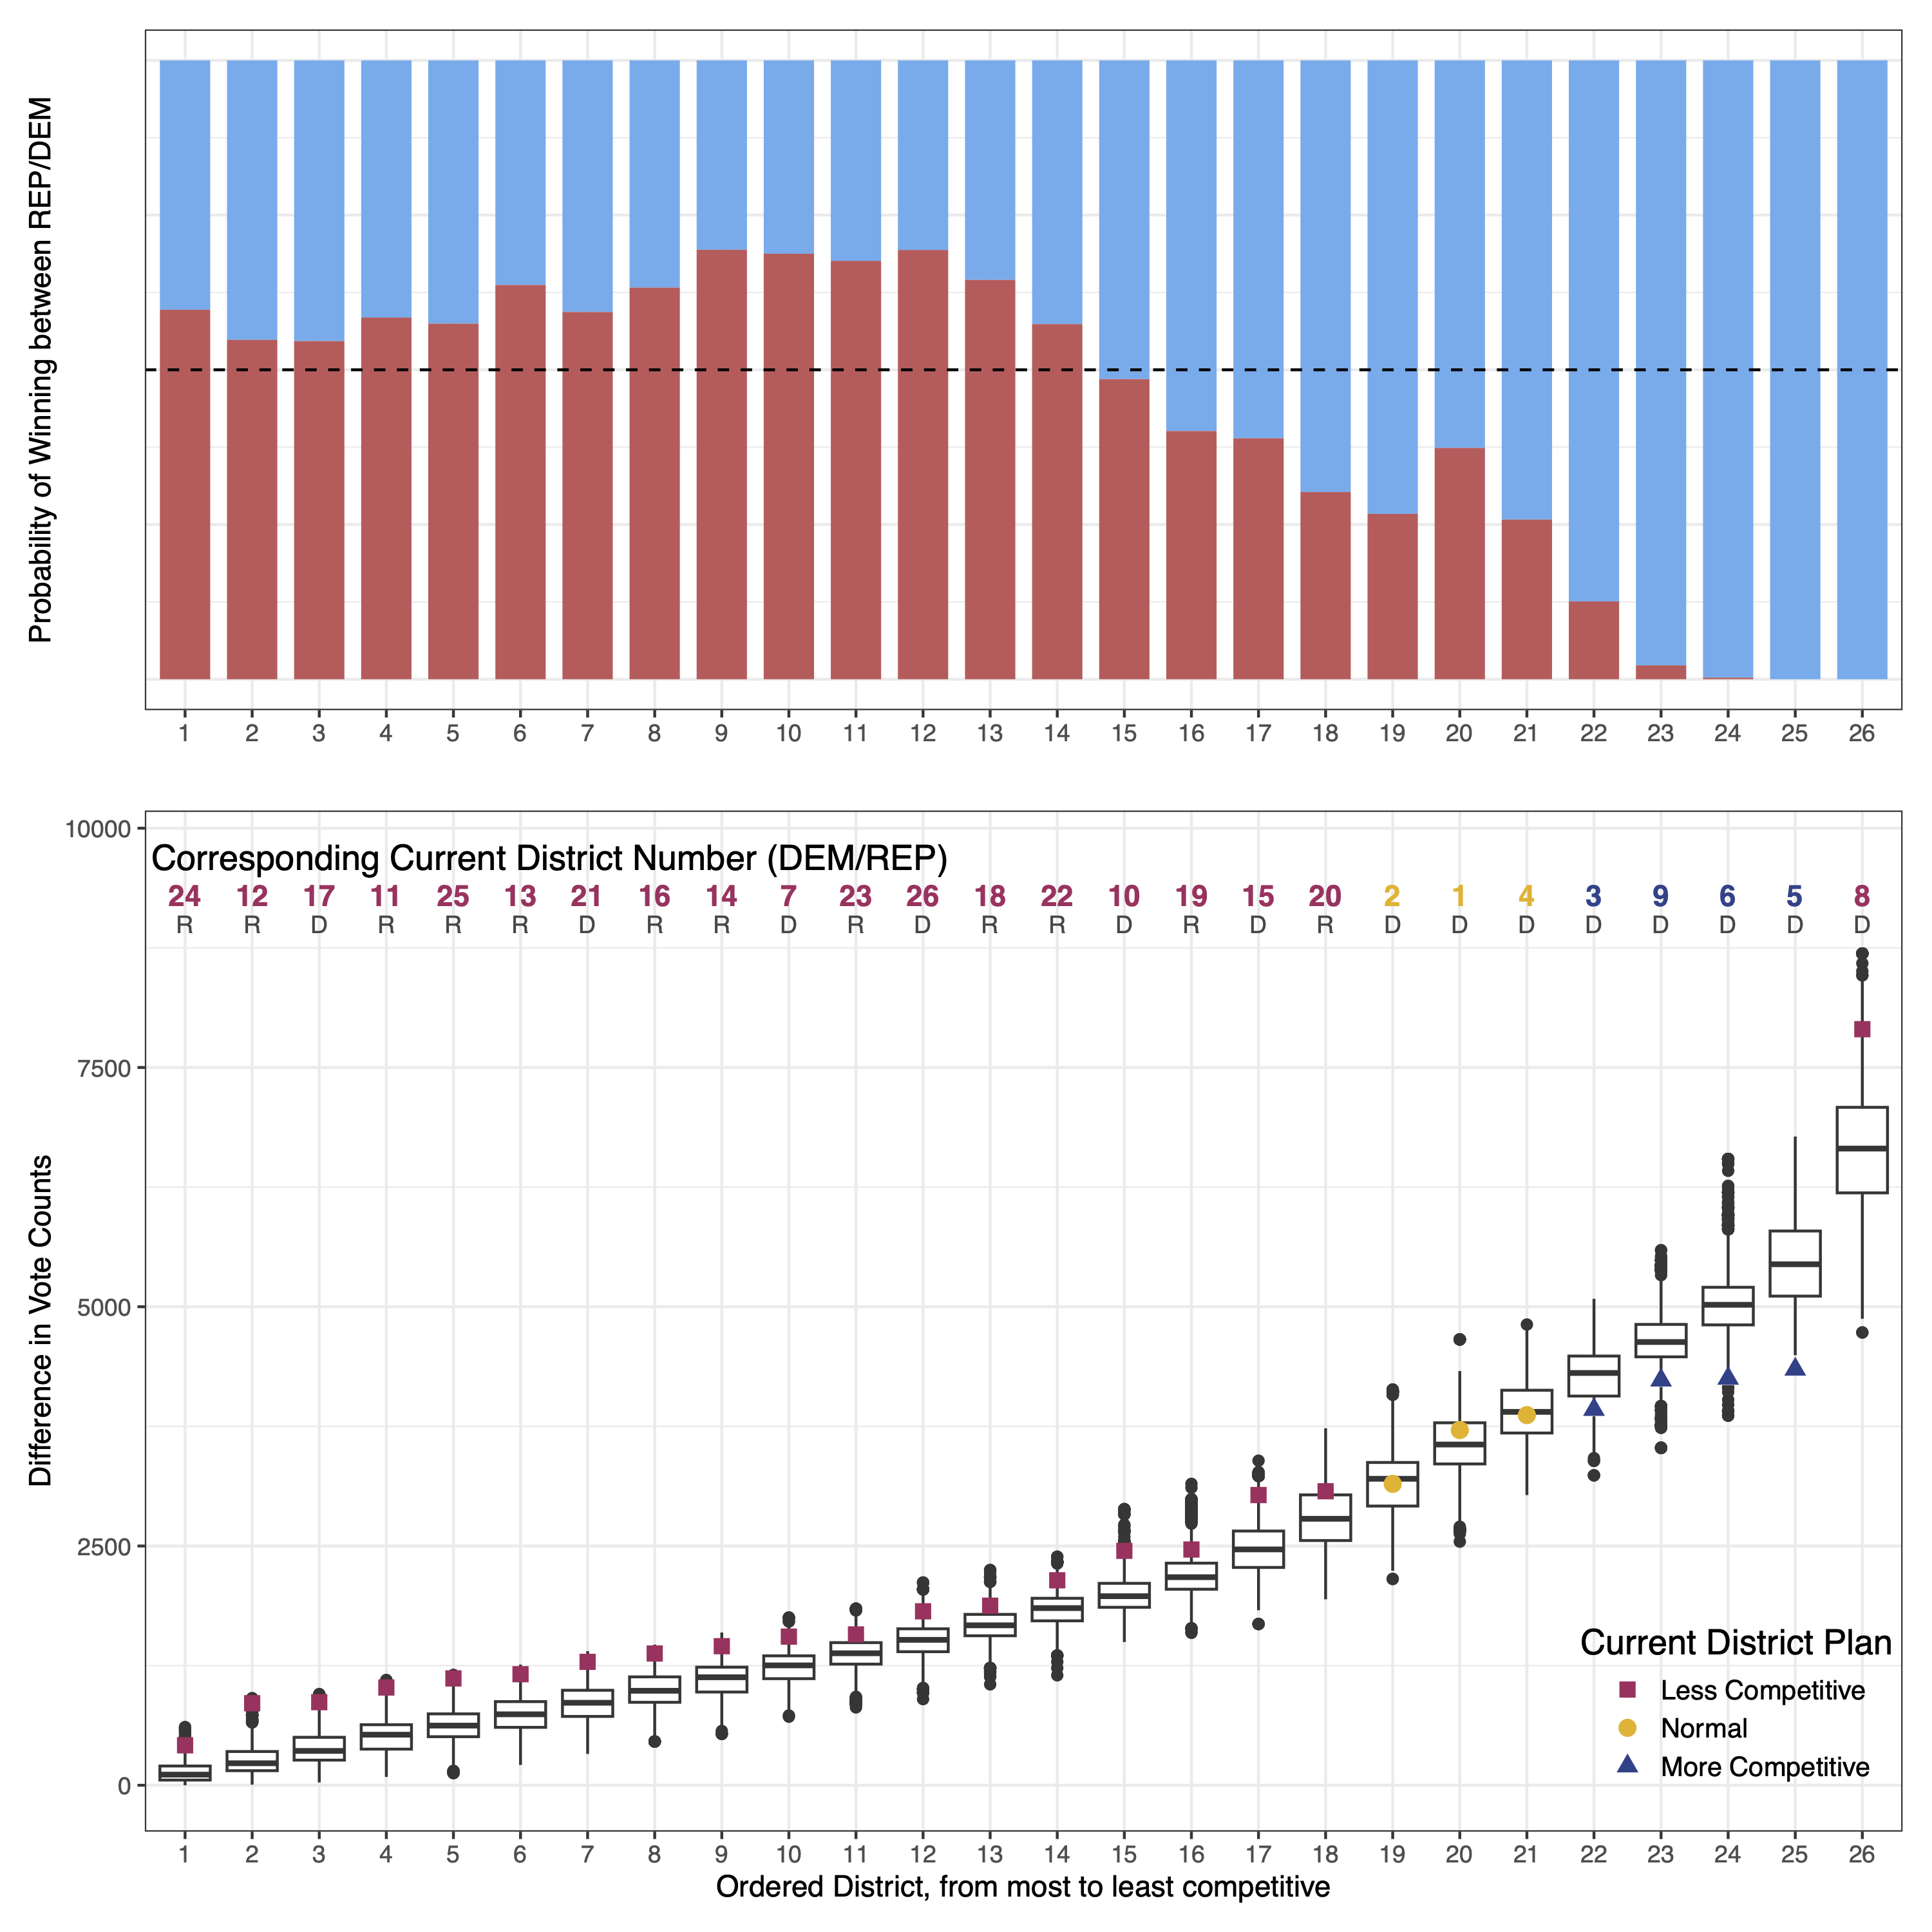 Probability of Winning between REP/DEM
1 2 3 4 5 6 7 8 9 10 11 12 13 14 15 16 17 18 19 20 21 22 23 24 25 26
Difference in Vote Counts
10000
7500
5000
2500
0
Corresponding Current District Number (DEM/REP)
24 12 17 11 25 13 21 16 14 7 23 26 18 22 10 19 15 20 2 1 4 3 9 6 5 8
R R D R R R D R R D R D R R D R D R D D D D D D D D
Current District Plan
Less Competitive
Normal
More Competitive
1 2 3 4 5 6 7 8 9 10 11 12 13 14 15 16 17 18 19 20 21 22 23 24 25 26
Ordered District, from most to least competitive